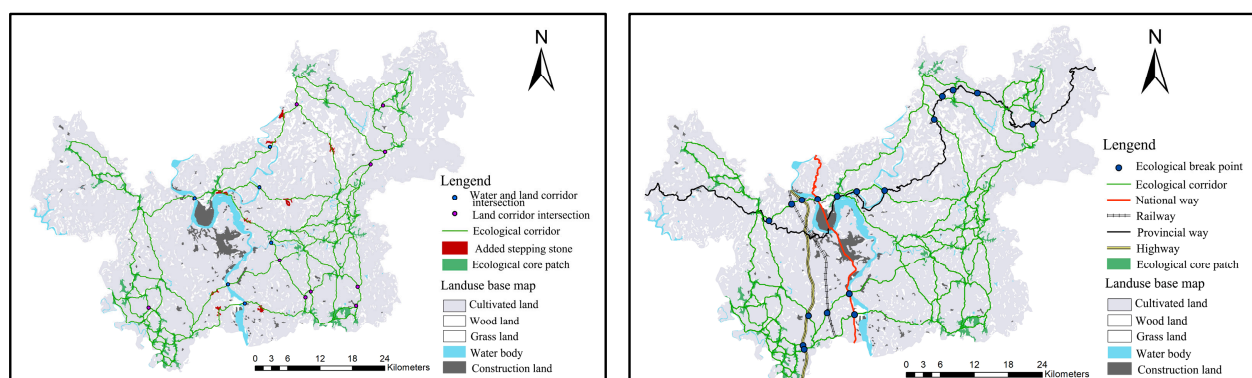 N
Lengend
Water and land corridor
intersection
Land corridor intersection
Ecological corridor
Added stepping stone
Ecological core patch
Landuse base map
Cultivated land
Wood land
Grass land
Water body
Construction land
0 3 6 12 18 24
Kilometers
N
Legend
Ecological break point
Ecological corridor
National way
Railway
Provincial way
Highway
Ecological core patch
Landuse base map
Cultivated land
Wood land
Grass land
Water body
Construction land
0 3 6 12 18 24
Kilometers